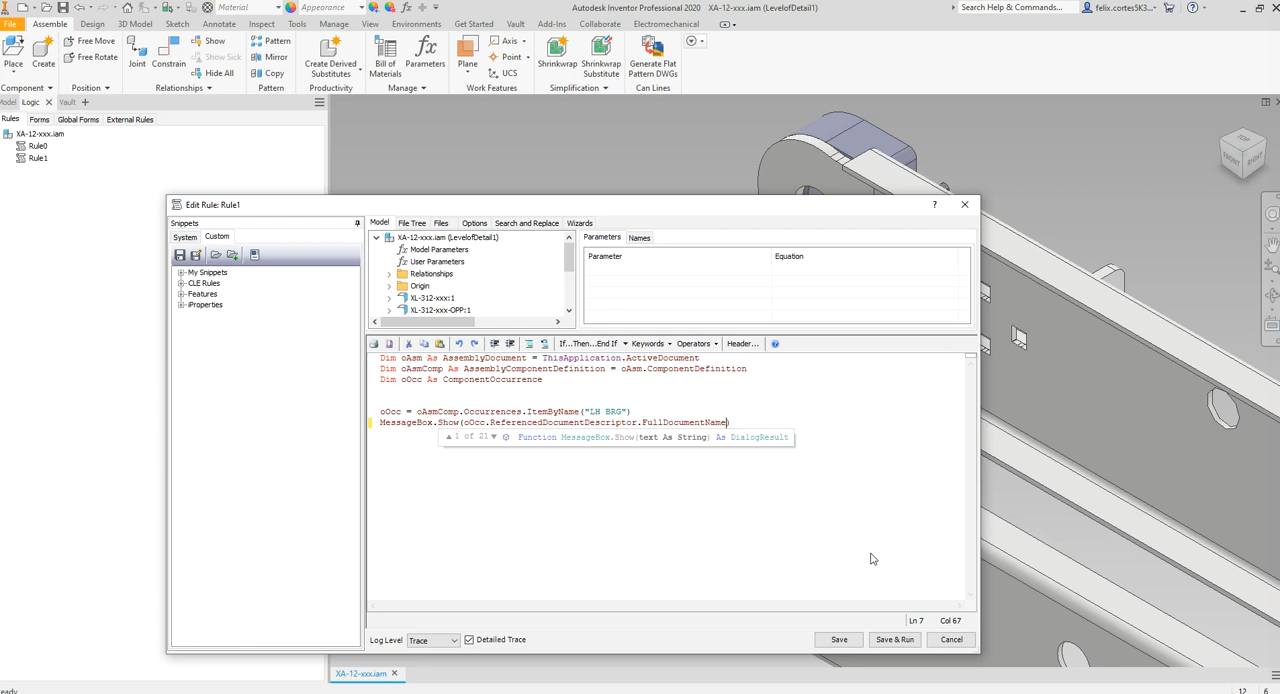 Material
Appearance
Autodesk Inventor Professional 2020 XA-12-xxx.iam (LevelofDetail1)
Search Help & Commands...
felix.cortes5K3...
File Assemble Design 3D Model Sketch Annotate Inspect Tools Manage View Environments Get Started Vault Add-Ins Collaborate Electromechanical
Free Move
Free Rotate
Show
Show Sick
Hide All
Pattern
Mirror
Copy
Axis
Point
UCS
Place
Create
Joint
Constrain
Create Derived
Substitutes
Bill of
Materials
Parameters
Plane
Shrinkwrap
Shrinkwrap
Substitute
Generate Flat
Pattern DWGs
Component
Position
Relationships
Pattern
Productivity
Manage
Work Features
Simplification
Can Lines
Model iLogic Vault
Rules Forms Global Forms External Rules
XA-12-xxx.iam
Rule0
Rule1
TOP
FRONT
RIGHT
Edit Rule: Rule1
Snippets
System Custom
My Snippets
CLE Rules
Features
iProperties
Model File Tree Files Options Search and Replace Wizards
XA-12-xxx.iam (LevelofDetail1)
Model Parameters
User Parameters
Relationships
Origin
XL-312-xxx:1
XL-312-xxx-OPP:1
Parameters Names
Parameter Equation
If...Then...End If Keywords Operators Header...
Dim oAsm As AssemblyDocument = ThisApplication.ActiveDocument
Dim oAsmComp As AssemblyComponentDefinition = oAsm.ComponentDefinition
Dim oOcc As ComponentOccurrence
oOcc = oAsmComp.Occurrences.ItemByName("LH BRG")
MessageBox.Show(oOcc.ReferencedDocumentDescriptor.FullDocumentName)
1 of 21 Function MessageBox.Show(text As String) As DialogResult
Ln 7 Col 67
Log Level Trace Detailed Trace
Save Save & Run Cancel
XA-12-xxx.iam
eady
12 6